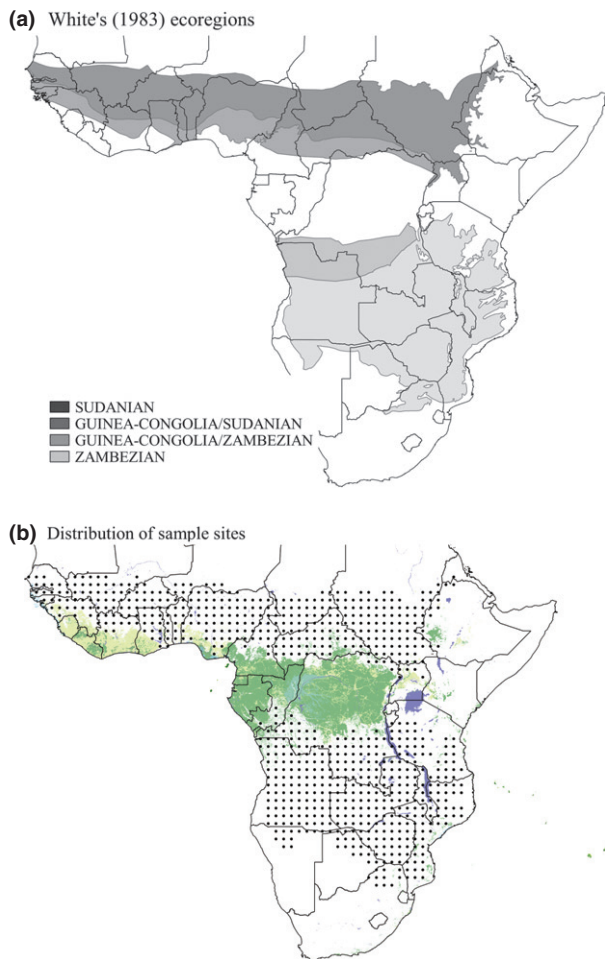 (a) White's (1983) ecoregions
SUDANIAN
GUINEA-CONGOLIA/SUDANIAN
GUINEA-CONGOLIA/ZAMBEZIAN
ZAMBEZIAN
(b) Distribution of sample sites